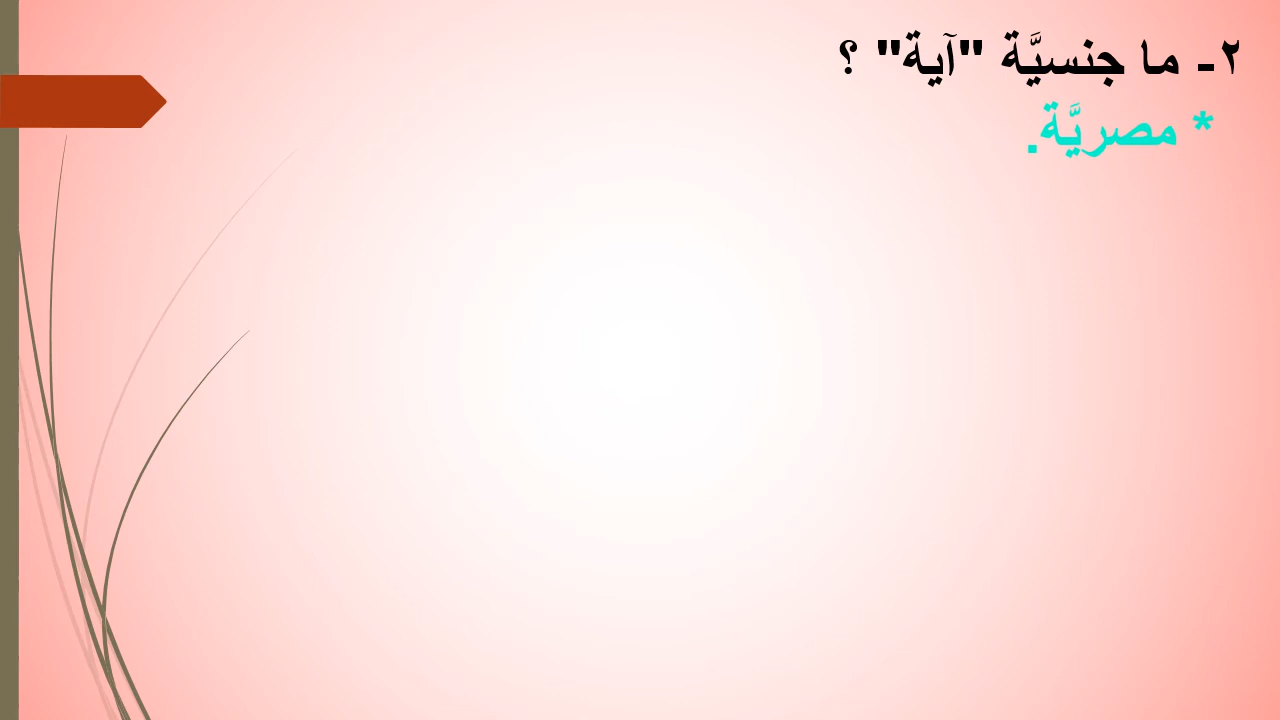 ٢- ما جنسيَّة "آية" ؟
* مصريَّة.